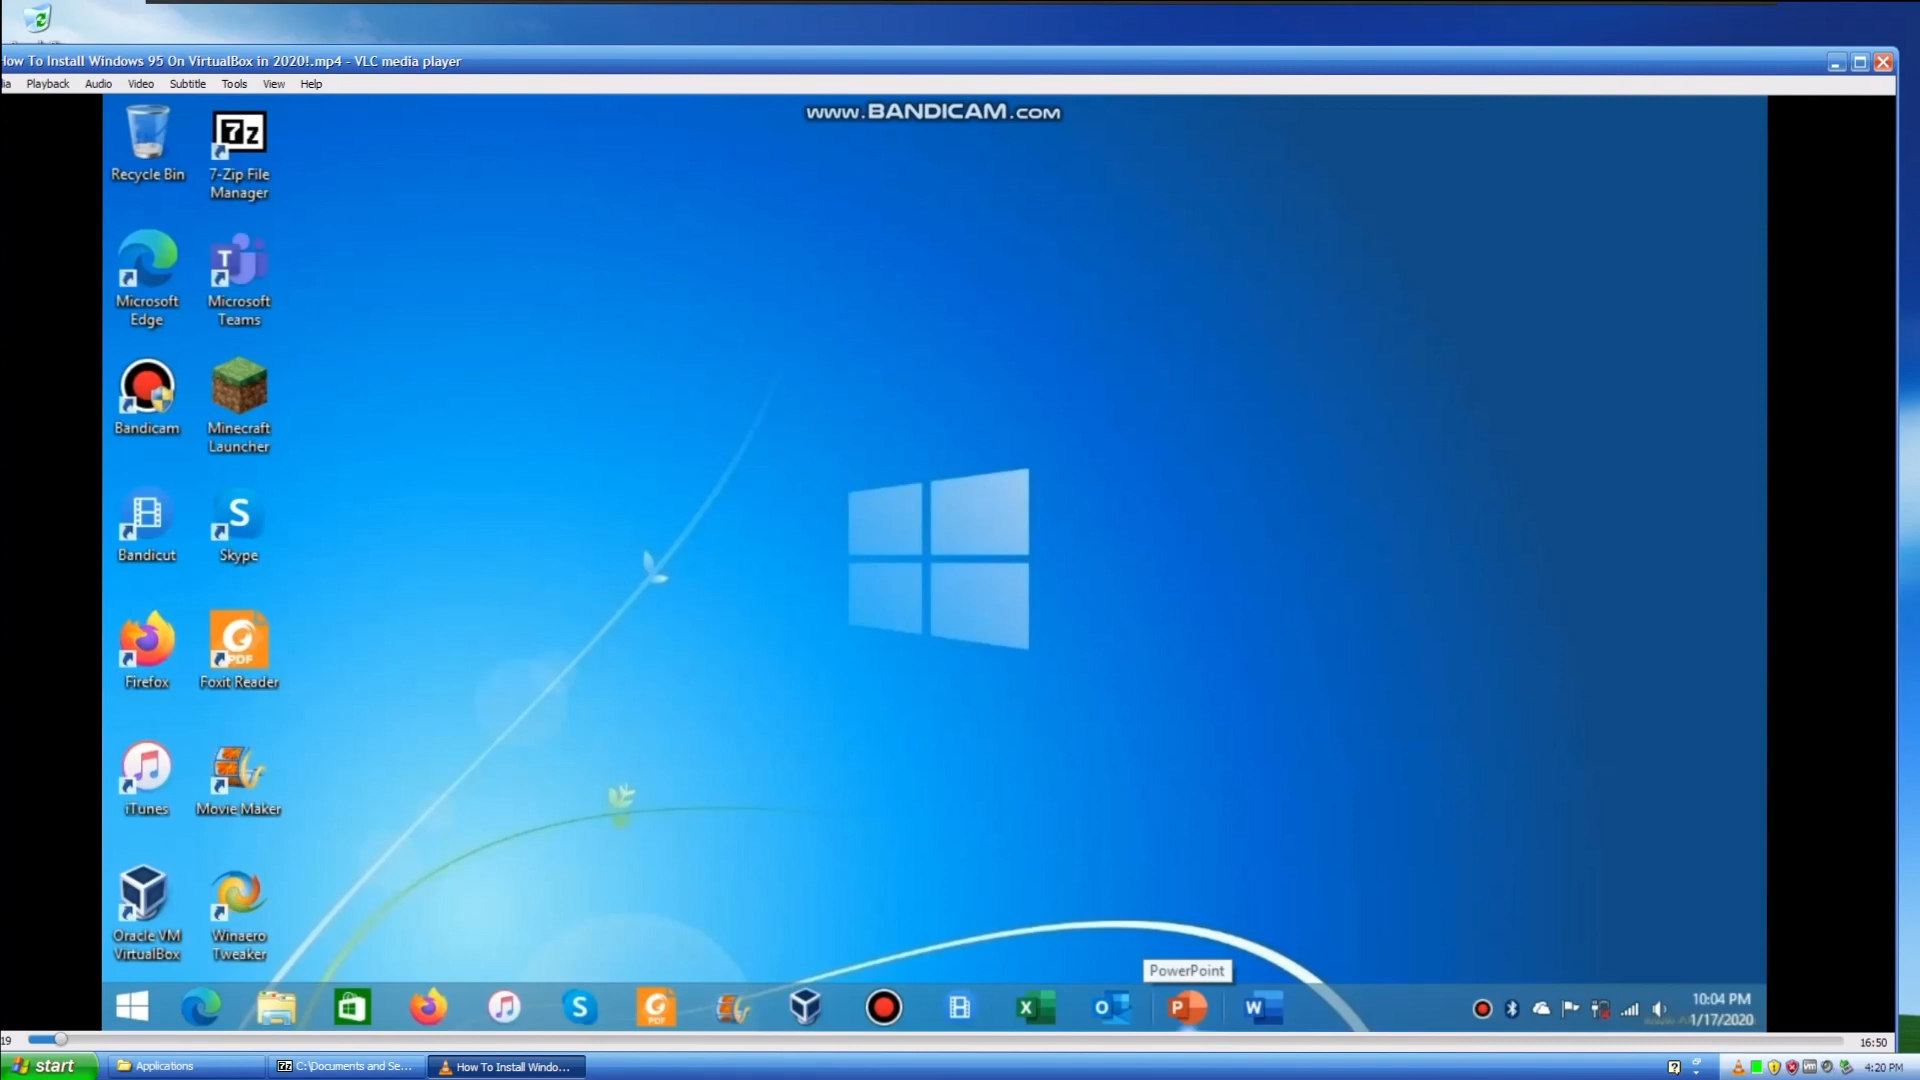 How To Install Windows 95 On VirtualBox in 2020!.mp4 - VLC media player
ia Playback Audio Video Subtitle Tools View Help
www.BANDICAM.com
Recycle Bin
7-Zip File
Manager
Microsoft
Edge
Microsoft
Teams
Bandicam
Minecraft
Launcher
Bandicut
Skype
Firefox
Foxit Reader
iTunes
Movie Maker
Oracle VM
VirtualBox
Winaero
Tweaker
PowerPoint
10:04 PM
1/17/2020
19
16:50
start
Applications
C:\Documents and Se...
How To Install Windo...
4:20 PM